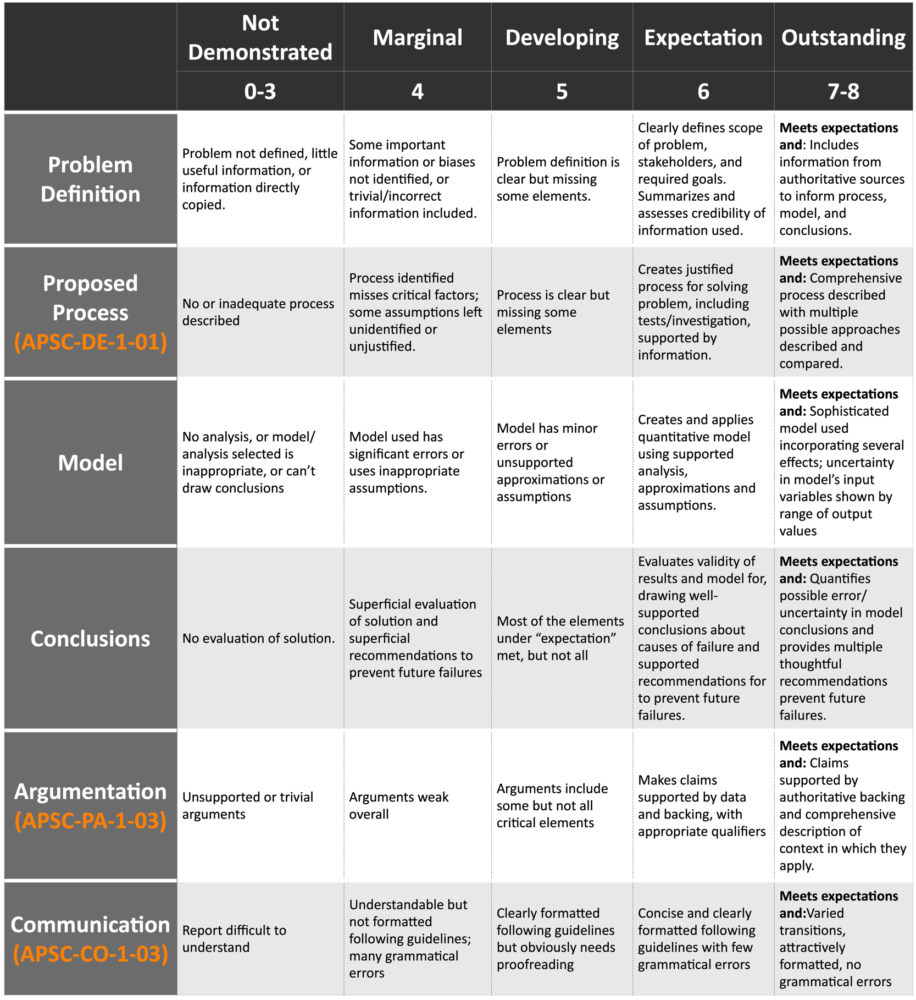 Not
Demonstrated
Marginal
Developing
Expectation
Outstanding
0-3
4
5
6
7-8
Problem
Definition
Problem not defined, little
useful information, or
information directly
copied.
Some important
information or biases
not identified, or
trivial/incorrect
information included.
Problem definition is
clear but missing
some elements.
Clearly defines scope
of problem,
stakeholders, and
required goals.
Summarizes and
assesses credibility of
information used.
Meets expectations
and: Includes
information from
authoritative sources
to inform process,
model, and
conclusions.
Proposed
Process
(APSC-DE-1-01)
No or inadequate process
described
Process identified
misses critical factors;
some assumptions left
unidentified or
unjustified.
Process is clear but
missing some
elements
Creates justified
process for solving
problem, including
tests/investigation,
supported by
information.
Meets expectations
and: Comprehensive
process described
with multiple
possible approaches
described and
compared.
Model
No analysis, or model/
analysis selected is
inappropriate, or can’t
draw conclusions
Model used has
significant errors or
uses inappropriate
assumptions.
Model has minor
errors or
unsupported
approximations or
assumptions
Creates and applies
quantitative model
using supported
analysis,
approximations and
assumptions.
Meets expectations
and: Sophisticated
model used
incorporating several
effects; uncertainty
in model’s input
variables shown by
range of output
values
Conclusions
No evaluation of solution.
Superficial evaluation
of solution and
superficial
recommendations to
prevent future failures
Most of the elements
under “expectation”
met, but not all
Evaluates validity of
results and model for,
drawing well-
supported
conclusions about
causes of failure and
supported
recommendations for
to prevent future
failures.
Meets expectations
and: Quantifies
possible error/
uncertainty in model
conclusions and
provides multiple
thoughtful
recommendations
prevent future
failures.
Argumentation
(APSC-PA-1-03)
Unsupported or trivial
arguments
Arguments weak
overall
Arguments include
some but not all
critical elements
Makes claims
supported by data
and backing, with
appropriate qualifiers
Meets expectations
and: Claims
supported by
authoritative backing
and comprehensive
description of
context in which they
apply.
Communication
(APSC-CO-1-03)
Report difficult to
understand
Understandable but
not formatted
following guidelines;
many grammatical
errors
Clearly formatted
following guidelines
but obviously needs
proofreading
Concise and clearly
formatted following
guidelines with few
grammatical errors
Meets expectations
and:Varied
transitions,
attractively
formatted, no
grammatical errors